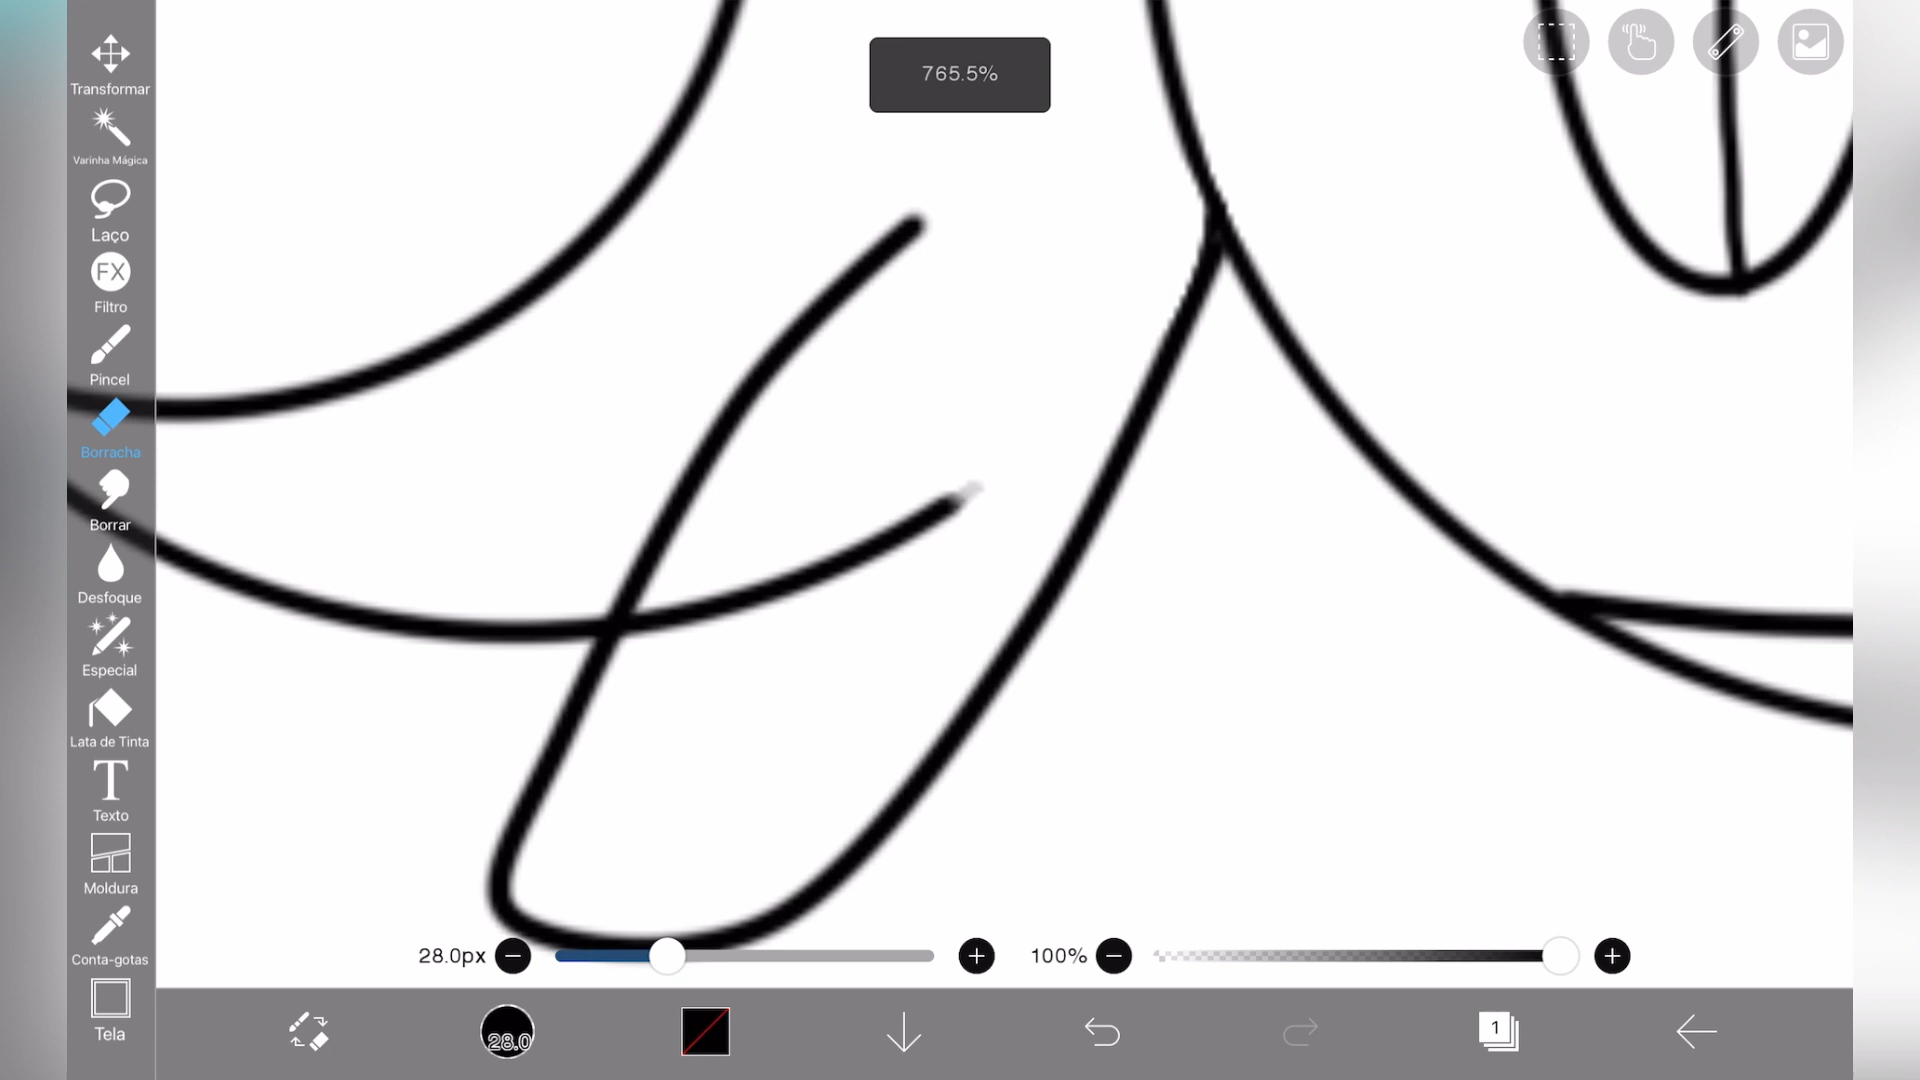 765.5%
Transformar
Varinha Mágica
Laço
FX
Filtro
Pincel
Borracha
Borrar
Desfoque
Especial
Lata de Tinta
T
Texto
Moldura
Conta-gotas
Tela
28.0px
100%
28.0
1